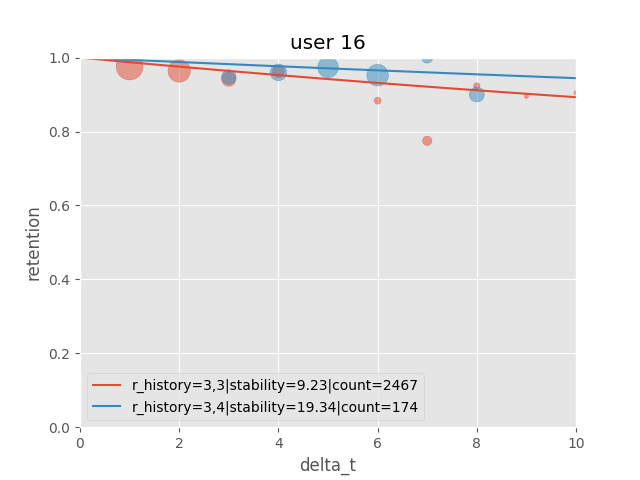 user 16
retention
1.0
0.8
0.6
0.4
0.2
0.0
r_history=3,3|stability=9.23|count=2467
r_history=3,4|stability=19.34|count=174
0 2 4 6 8 10
delta_t